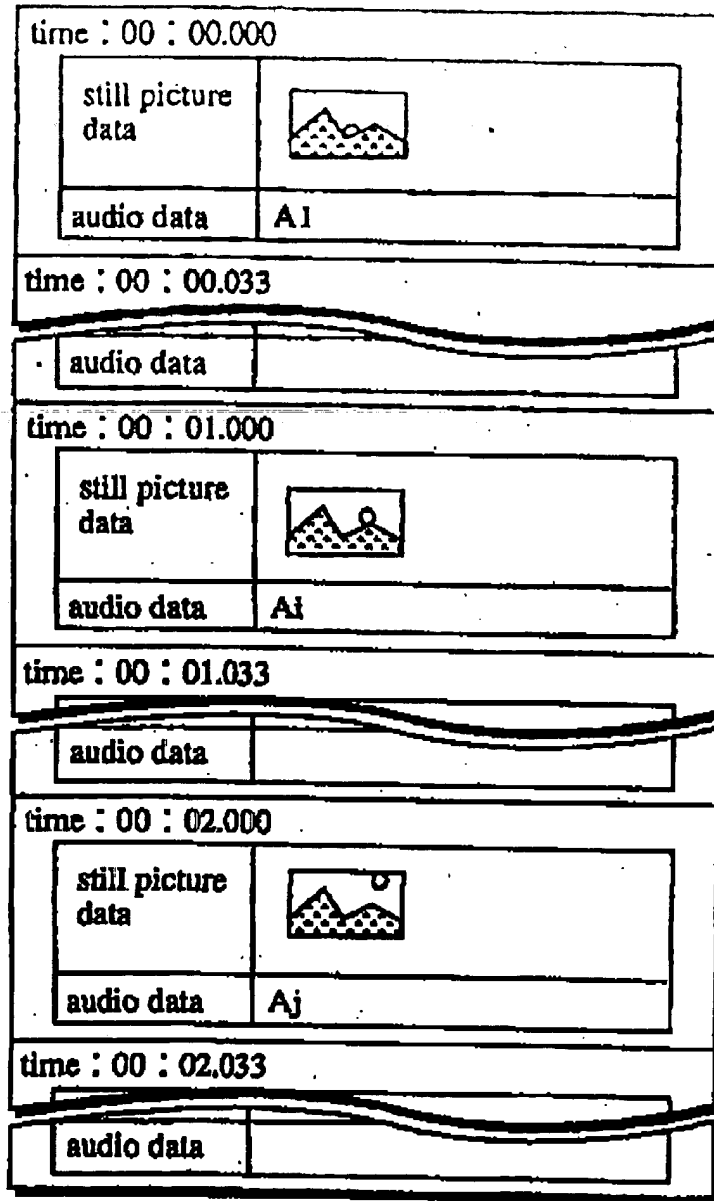 time : 00 : 00.000
still picture
data
audio data A1
time : 00 : 00.033
audio data
time : 00 : 01.000
still picture
data
audio data Ai
time : 00 : 01.033
audio data
time : 00 : 02.000
still picture
data
audio data Aj
time : 00 : 02.033
audio data